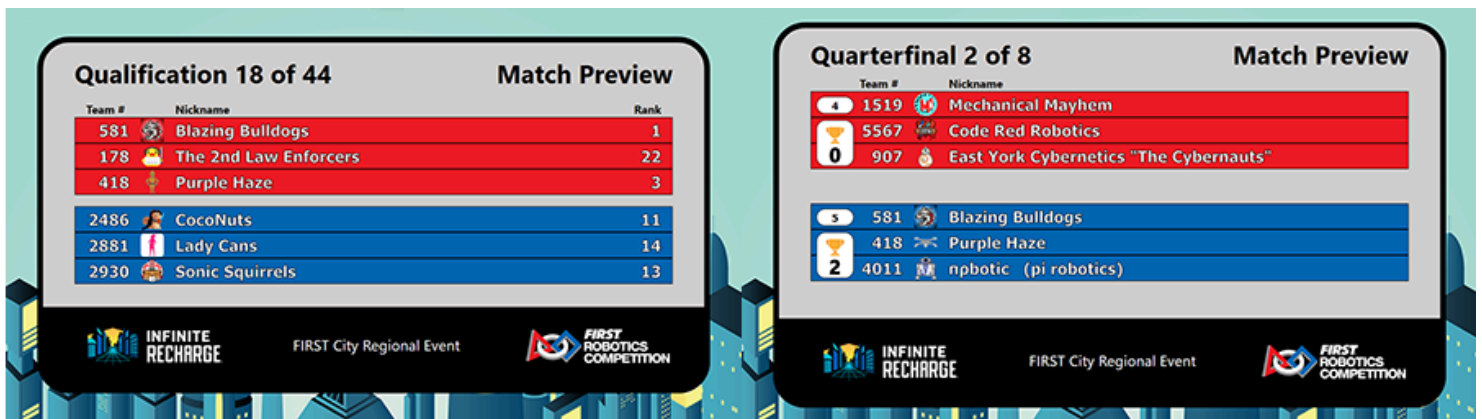 Qualification 18 of 44 Match Preview
Team # Nickname Rank
581 Blazing Bulldogs 1
178 The 2nd Law Enforcers 22
418 Purple Haze 3
2486 CocoNuts 11
2881 Lady Cans 14
2930 Sonic Squirrels 13
INFINITE
RECHARGE
FIRST City Regional Event
FIRST
ROBOTICS
COMPETITION
Quarterfinal 2 of 8 Match Preview
Team # Nickname
4 1519 Mechanical Mayhem
5567 Code Red Robotics
0 907 East York Cybernetics "The Cybernauts"
5 581 Blazing Bulldogs
418 Purple Haze
2 4011 πρbotic (pi robotics)
INFINITE
RECHARGE
FIRST City Regional Event
FIRST
ROBOTICS
COMPETITION